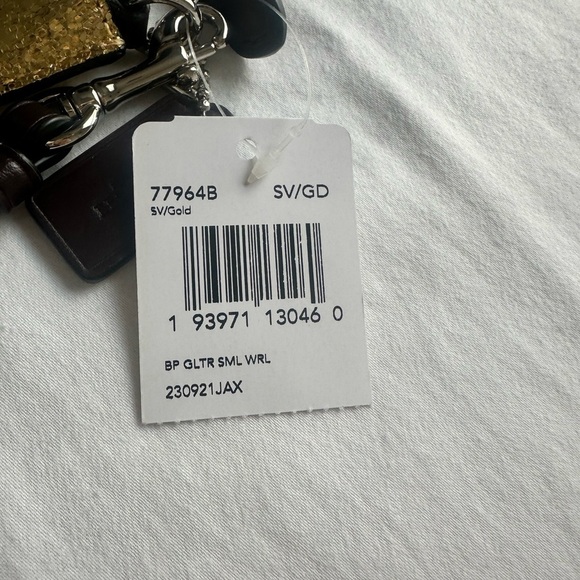 77964B SV/GD
SV/Gold
1 93971 13046 0
BP GLTR SML WRL
230921JAX